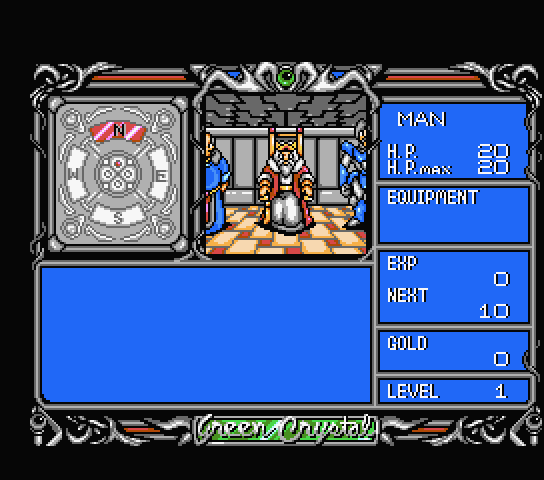 N
W E
S
MAN
H.P. 20
H.P.max 20
EQUIPMENT
EXP
0
NEXT
10
GOLD
0
LEVEL 1
Green Crystal